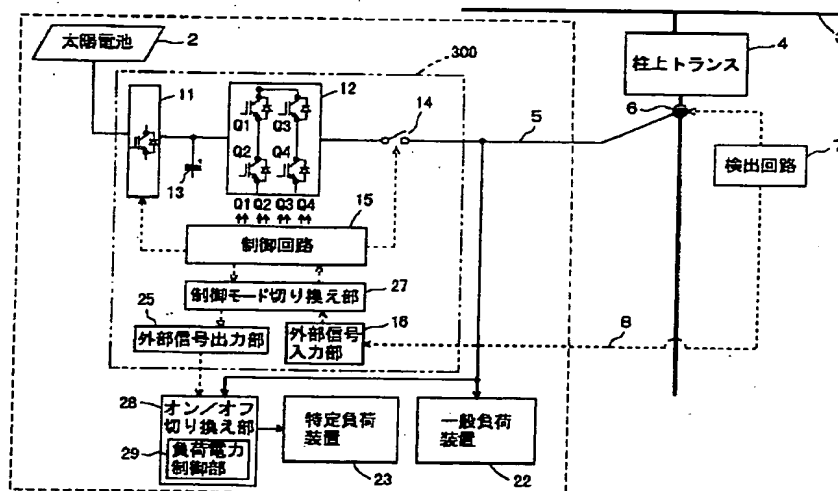 太陽電池
2
11
300
12
Q1
Q3
Q2
Q4
13
14
5
4
柱上トランス
6
検出回路
Q1 Q2 Q3 Q4
15
制御回路
制御モード切り換え部
27
25
外部信号出力部
16
外部信号
入力部
8
28
オン/オフ
切り換え部
29
負荷電力
制御部
特定負荷
装置
23
一般負荷
装置
22